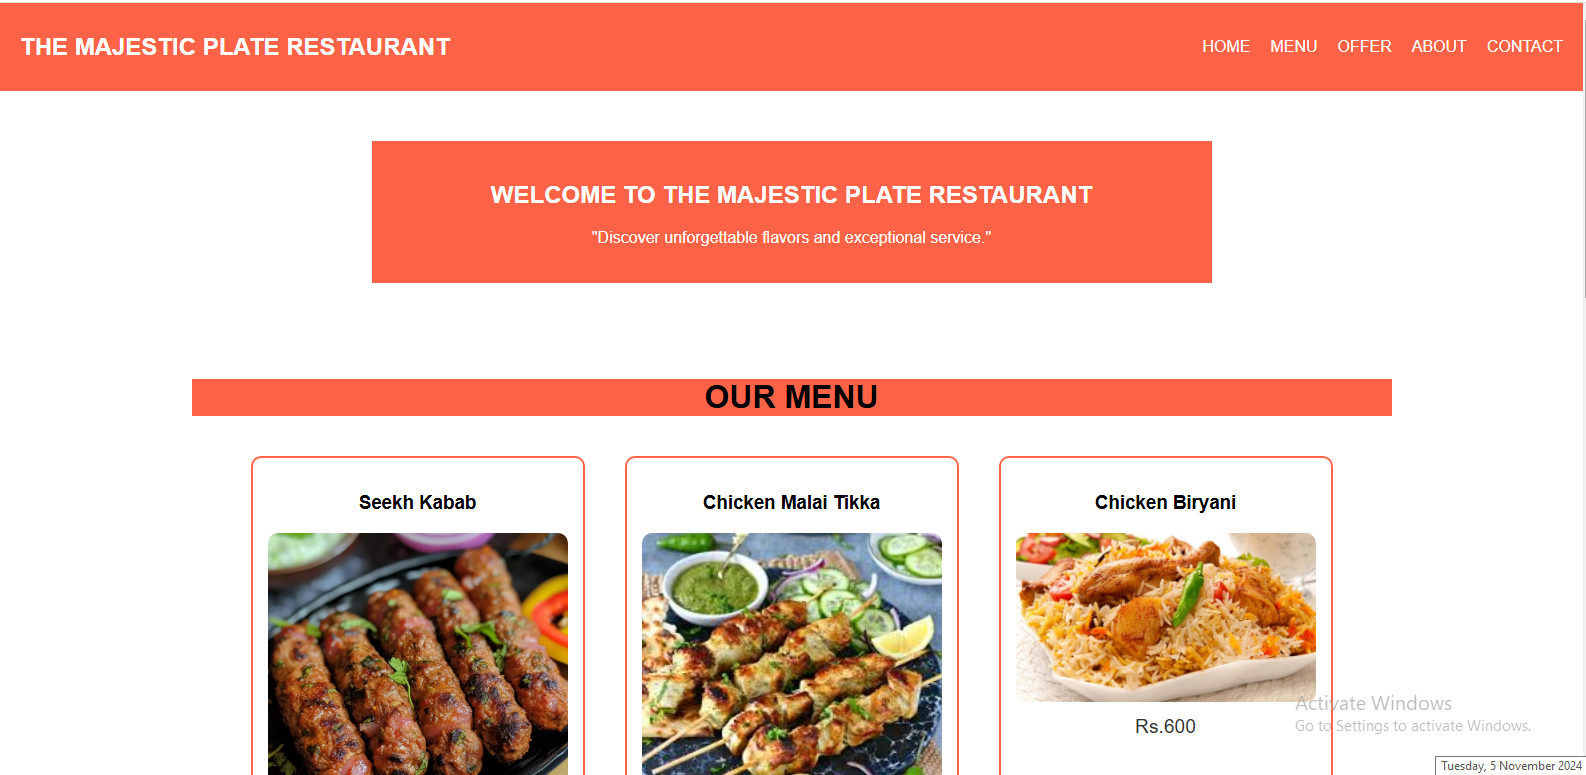 THE MAJESTIC PLATE RESTAURANT
HOME MENU OFFER ABOUT CONTACT
WELCOME TO THE MAJESTIC PLATE RESTAURANT
"Discover unforgettable flavors and exceptional service."
OUR MENU
Seekh Kabab
Chicken Malai Tikka
Chicken Biryani
Rs.600
Activate Windows
Go to Settings to activate Windows.
Tuesday, 5 November 2024